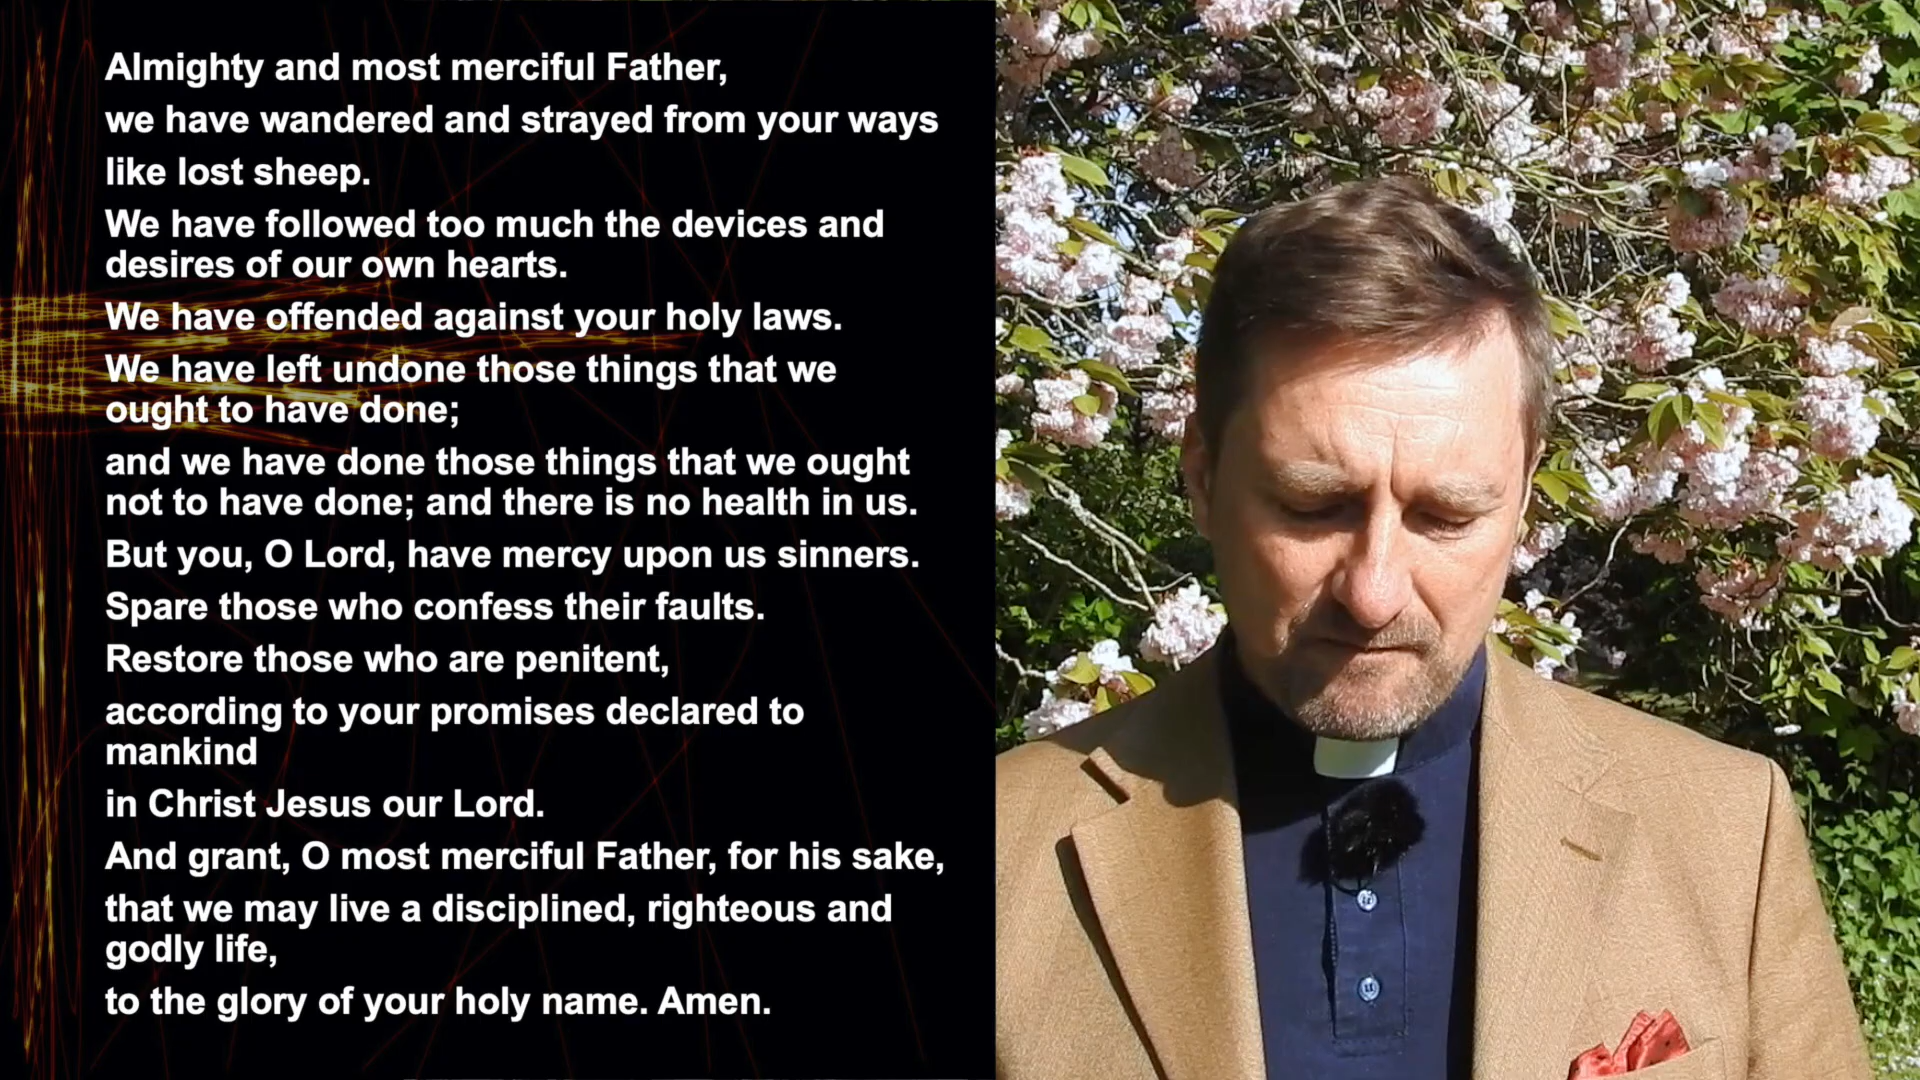 Almighty and most merciful Father,
we have wandered and strayed from your ways
like lost sheep.
We have followed too much the devices and
desires of our own hearts.
We have offended against your holy laws.
We have left undone those things that we
ought to have done;
and we have done those things that we ought
not to have done; and there is no health in us.
But you, O Lord, have mercy upon us sinners.
Spare those who confess their faults.
Restore those who are penitent,
according to your promises declared to
mankind
in Christ Jesus our Lord.
And grant, O most merciful Father, for his sake,
that we may live a disciplined, righteous and
godly life,
to the glory of your holy name. Amen.